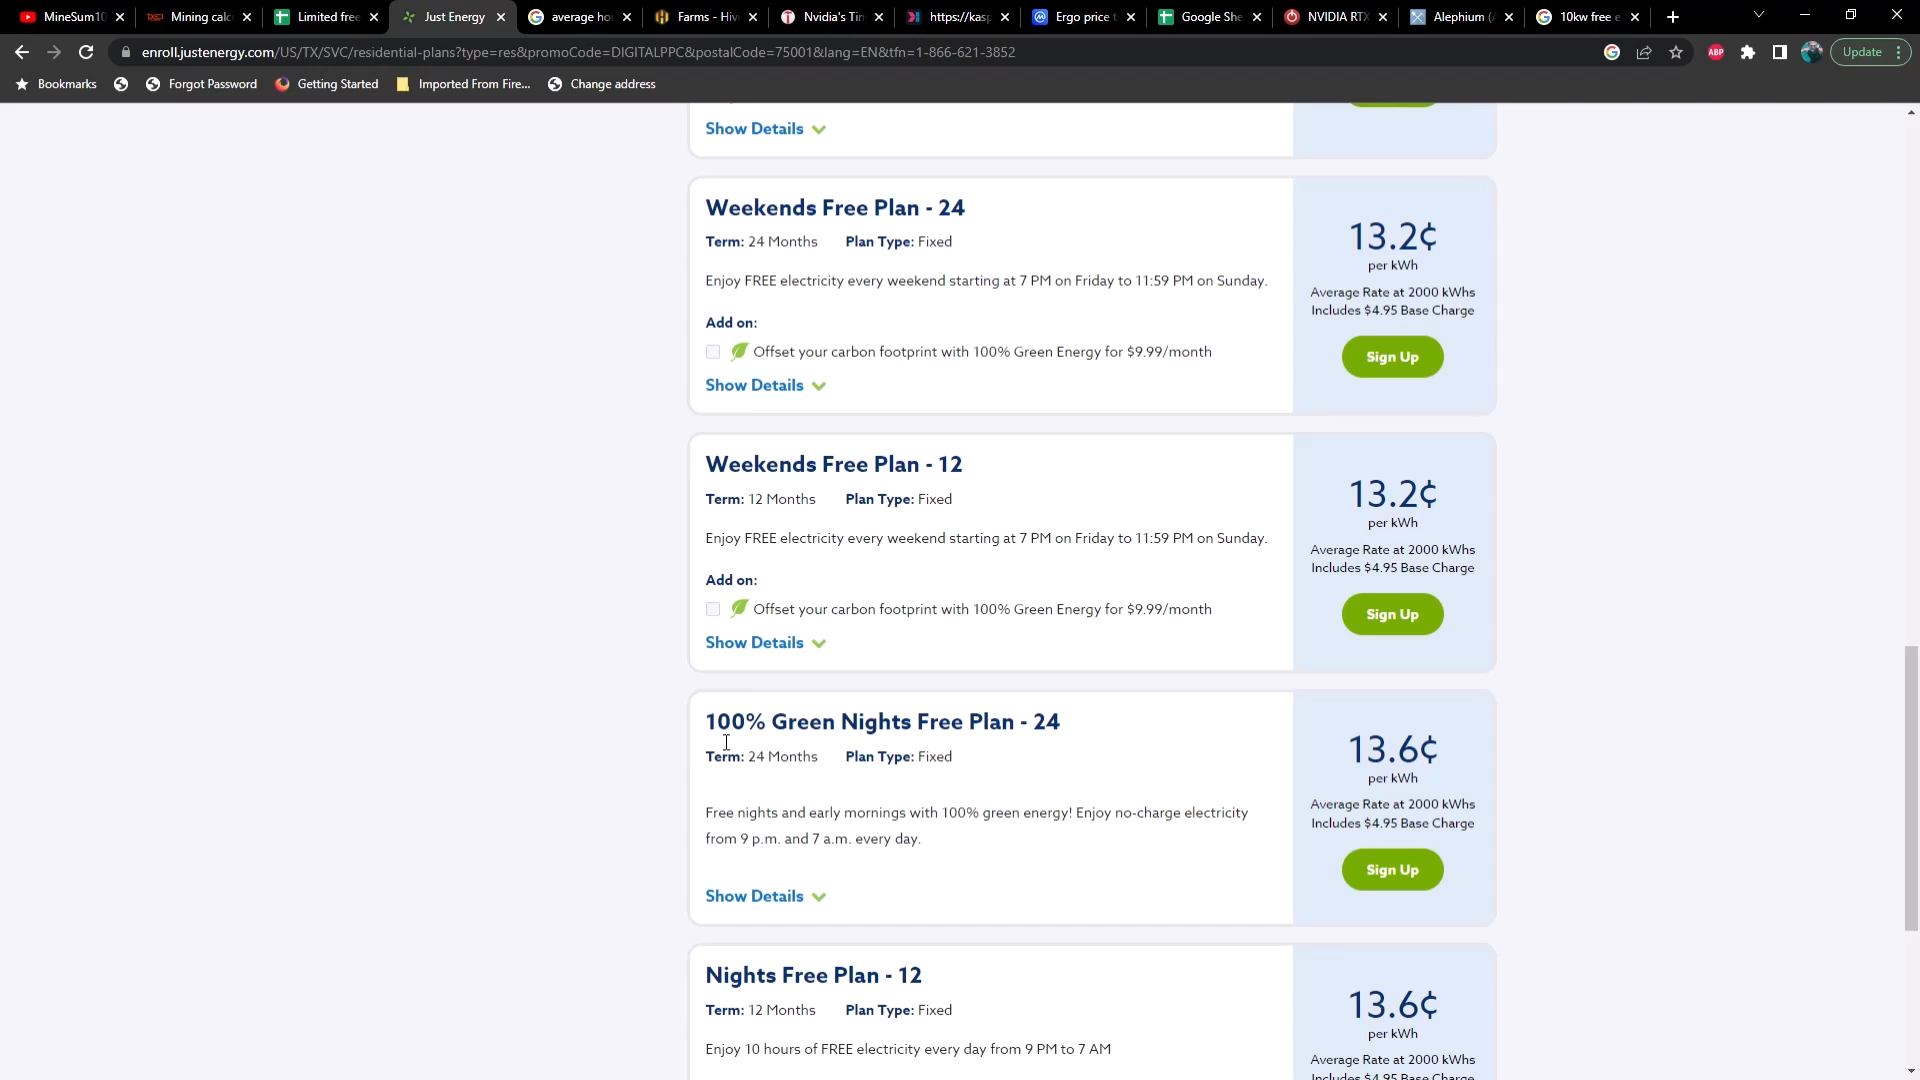 MineSum10
Mining calc
Limited free
Just Energy
average ho
Farms - Hiv
Nvidia's Tin
https://kasp
Ergo price t
Google She
NVIDIA RTX
Alephium (A
10kw free e
enroll.justenergy.com/US/TX/SVC/residential-plans?type=res&promoCode=DIGITALPPC&postalCode=75001&lang=EN&tfn=1-866-621-3852
ABP
Update
Bookmarks
Forgot Password
Getting Started
Imported From Fire...
Change address
Show Details
Weekends Free Plan - 24
Term: 24 Months Plan Type: Fixed
Enjoy FREE electricity every weekend starting at 7 PM on Friday to 11:59 PM on Sunday.
Add on:
Offset your carbon footprint with 100% Green Energy for $9.99/month
Show Details
13.2¢
per kWh
Average Rate at 2000 kWhs
Includes $4.95 Base Charge
Sign Up
Weekends Free Plan - 12
Term: 12 Months Plan Type: Fixed
Enjoy FREE electricity every weekend starting at 7 PM on Friday to 11:59 PM on Sunday.
Add on:
Offset your carbon footprint with 100% Green Energy for $9.99/month
Show Details
13.2¢
per kWh
Average Rate at 2000 kWhs
Includes $4.95 Base Charge
Sign Up
100% Green Nights Free Plan - 24
Term: 24 Months Plan Type: Fixed
Free nights and early mornings with 100% green energy! Enjoy no-charge electricity
from 9 p.m. and 7 a.m. every day.
Show Details
13.6¢
per kWh
Average Rate at 2000 kWhs
Includes $4.95 Base Charge
Sign Up
Nights Free Plan - 12
Term: 12 Months Plan Type: Fixed
Enjoy 10 hours of FREE electricity every day from 9 PM to 7 AM
13.6¢
per kWh
Average Rate at 2000 kWhs
Includes $4.95 Base Charge